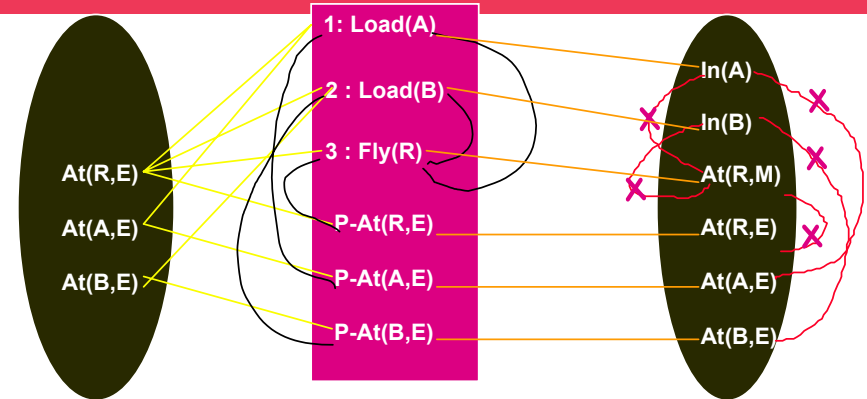 At(R,E)
At(A,E)
At(B,E)
1: Load(A)
2 : Load(B)
3 : Fly(R)
P-At(R,E)
P-At(A,E)
P-At(B,E)
In(A)
In(B)
At(R,M)
At(R,E)
At(A,E)
At(B,E)